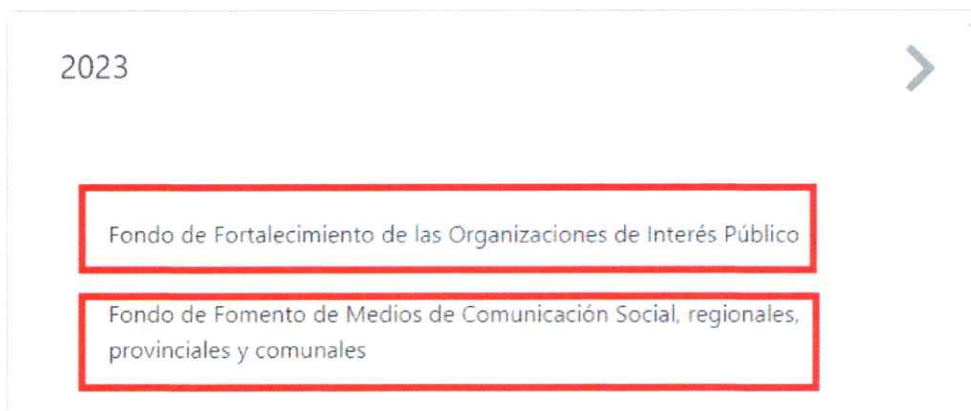 2023
Fondo de Fortalecimiento de las Organizaciones de Interés Público
Fondo de Fomento de Medios de Comunicación Social, regionales,
provinciales y comunales